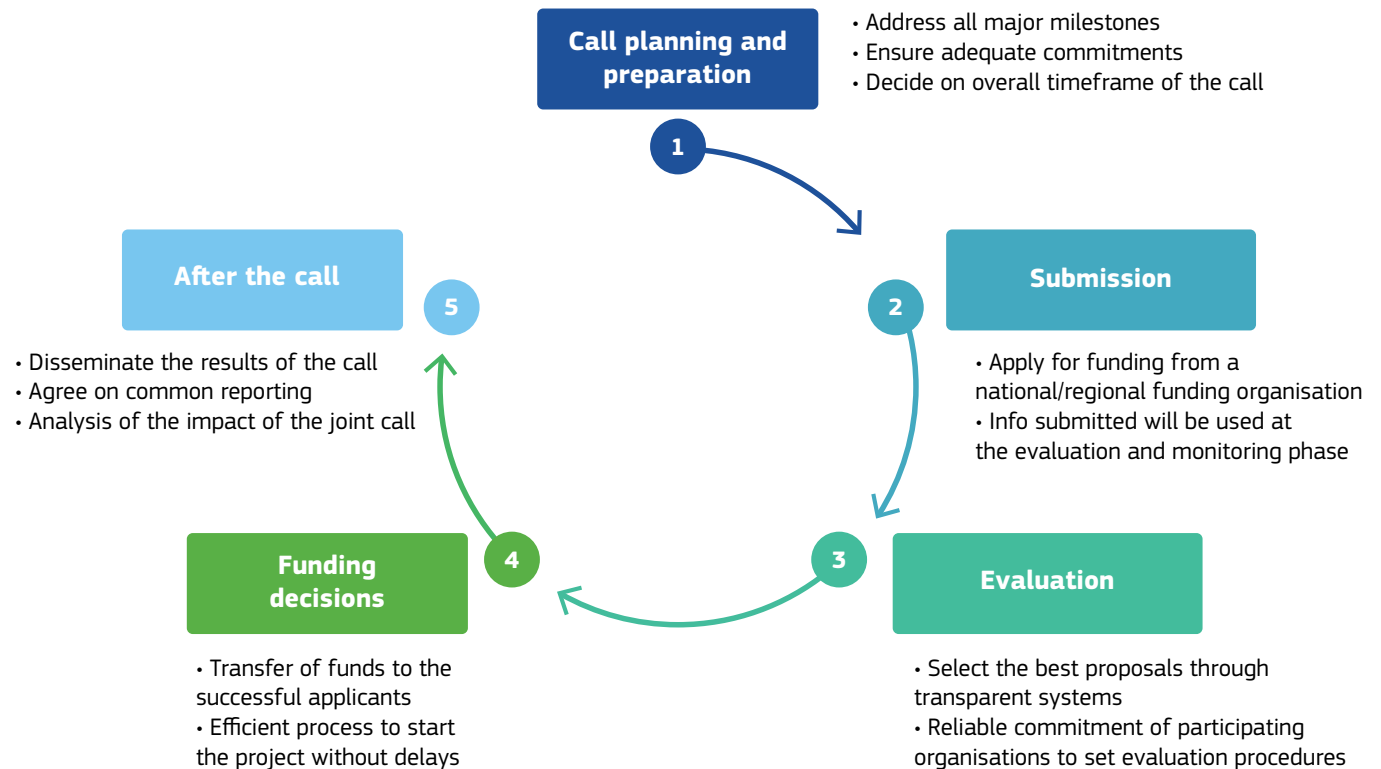 Call planning and
preparation
• Address all major milestones
• Ensure adequate commitments
• Decide on overall timeframe of the call
1
Submission
2
• Apply for funding from a
national/regional funding organisation
• Info submitted will be used at
the evaluation and monitoring phase
Evaluation
3
• Select the best proposals through
transparent systems
• Reliable commitment of participating
organisations to set evaluation procedures
Funding
decisions
4
• Transfer of funds to the
successful applicants
• Efficient process to start
the project without delays
After the call
5
• Disseminate the results of the call
• Agree on common reporting
• Analysis of the impact of the joint call